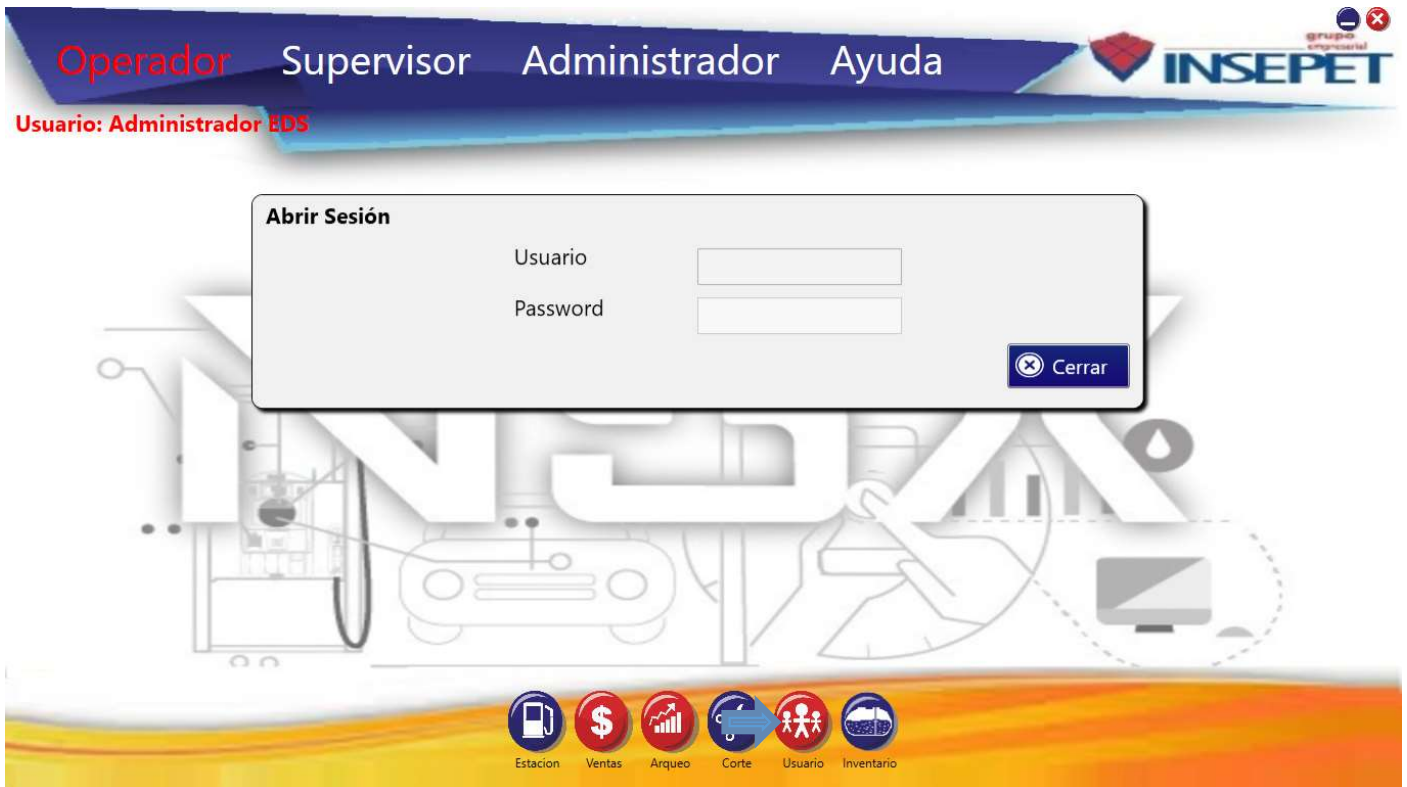 grupo
empresarial
INSEPET
Operador Supervisor Administrador Ayuda
Usuario: Administrador EDS
Abrir Sesión
Usuario
Password
Cerrar
NSX
Estacion Ventas Arqueo Corte Usuario Inventario